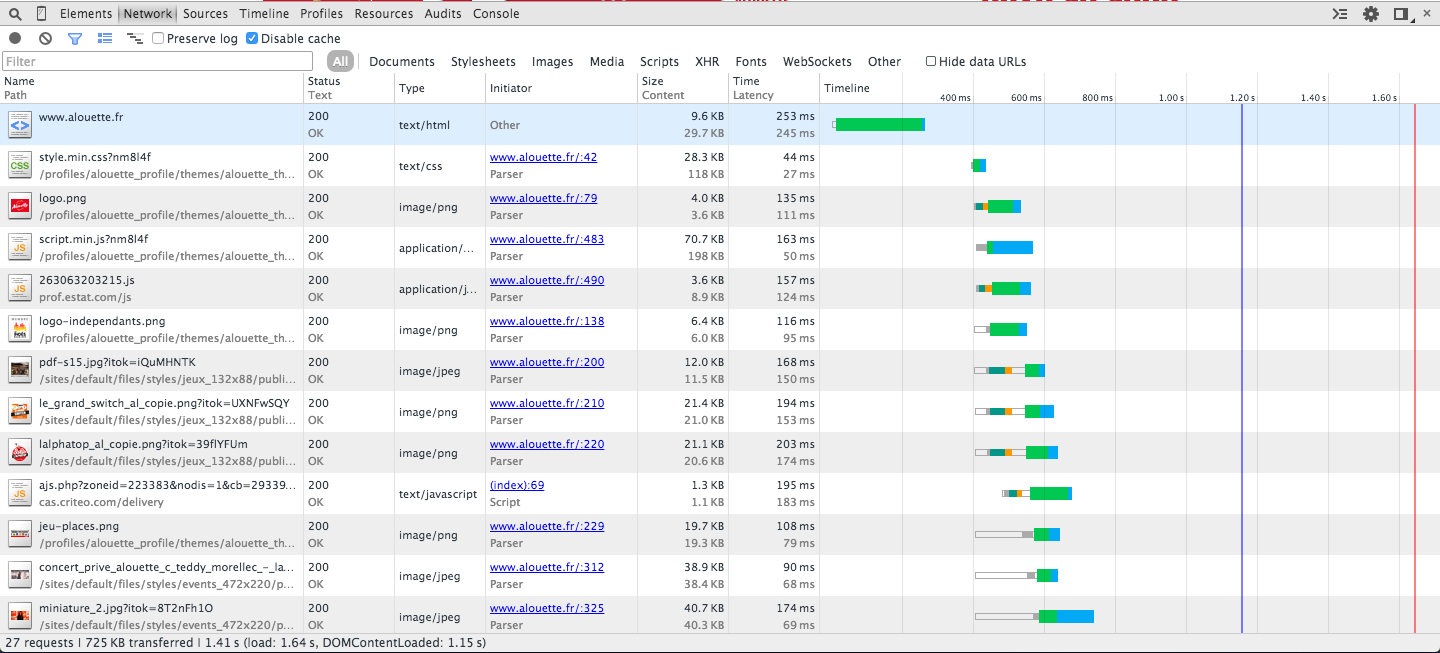 Elements Network Sources Timeline Profiles Resources Audits Console
Preserve log Disable cache
Filter All Documents Stylesheets Images Media Scripts XHR Fonts WebSockets Other Hide data URLs
Name Status Type Initiator Size Time Timeline
Path Text Content Latency 400 ms 600 ms 800 ms 1.00 s 1.20 s 1.40 s 1.60 s
www.alouette.fr 200 text/html Other 9.6 KB 253 ms
OK 29.7 KB 245 ms
style.min.css?nm8l4f 200 text/css www.alouette.fr/:42 28.3 KB 44 ms
/profiles/alouette_profile/themes/alouette_th... OK Parser 118 KB 27 ms
logo.png 200 image/png www.alouette.fr/:79 4.0 KB 135 ms
/profiles/alouette_profile/themes/alouette_th... OK Parser 3.6 KB 111 ms
script.min.js?nm8l4f 200 application/... www.alouette.fr/:483 70.7 KB 163 ms
/profiles/alouette_profile/themes/alouette_th... OK Parser 198 KB 50 ms
263063203215.js 200 application/j... www.alouette.fr/:490 3.6 KB 157 ms
prof.estat.com/js OK Parser 8.9 KB 124 ms
logo-independants.png 200 image/png www.alouette.fr/:138 6.4 KB 116 ms
/profiles/alouette_profile/themes/alouette_th... OK Parser 6.0 KB 95 ms
pdf-s15.jpg?itok=iQuMHNTK 200 image/jpeg www.alouette.fr/:200 12.0 KB 168 ms
/sites/default/files/styles/jeux_132x88/publi... OK Parser 11.5 KB 150 ms
le_grand_switch_al_copie.png?itok=UXNFwSQY 200 image/png www.alouette.fr/:210 21.4 KB 194 ms
/sites/default/files/styles/jeux_132x88/publi... OK Parser 21.0 KB 153 ms
lalphatop_al_copie.png?itok=39flYFUm 200 image/png www.alouette.fr/:220 21.1 KB 203 ms
/sites/default/files/styles/jeux_132x88/publi... OK Parser 20.6 KB 174 ms
ajs.php?zoneid=223383&nodis=1&cb=29339... 200 text/javascript (index):69 1.3 KB 195 ms
cas.criteo.com/delivery OK Script 1.1 KB 183 ms
jeu-places.png 200 image/png www.alouette.fr/:229 19.7 KB 108 ms
/profiles/alouette_profile/themes/alouette_th... OK Parser 19.3 KB 79 ms
concert_prive_alouette_c_teddy_morellec_-_la... 200 image/jpeg www.alouette.fr/:312 38.9 KB 90 ms
/sites/default/files/styles/events_472x220/p... OK Parser 38.4 KB 68 ms
miniature_2.jpg?itok=8T2nFh1O 200 image/jpeg www.alouette.fr/:325 40.7 KB 174 ms
/sites/default/files/styles/events_472x220/p... OK Parser 40.3 KB 69 ms
27 requests | 725 KB transferred | 1.41 s (load: 1.64 s, DOMContentLoaded: 1.15 s)